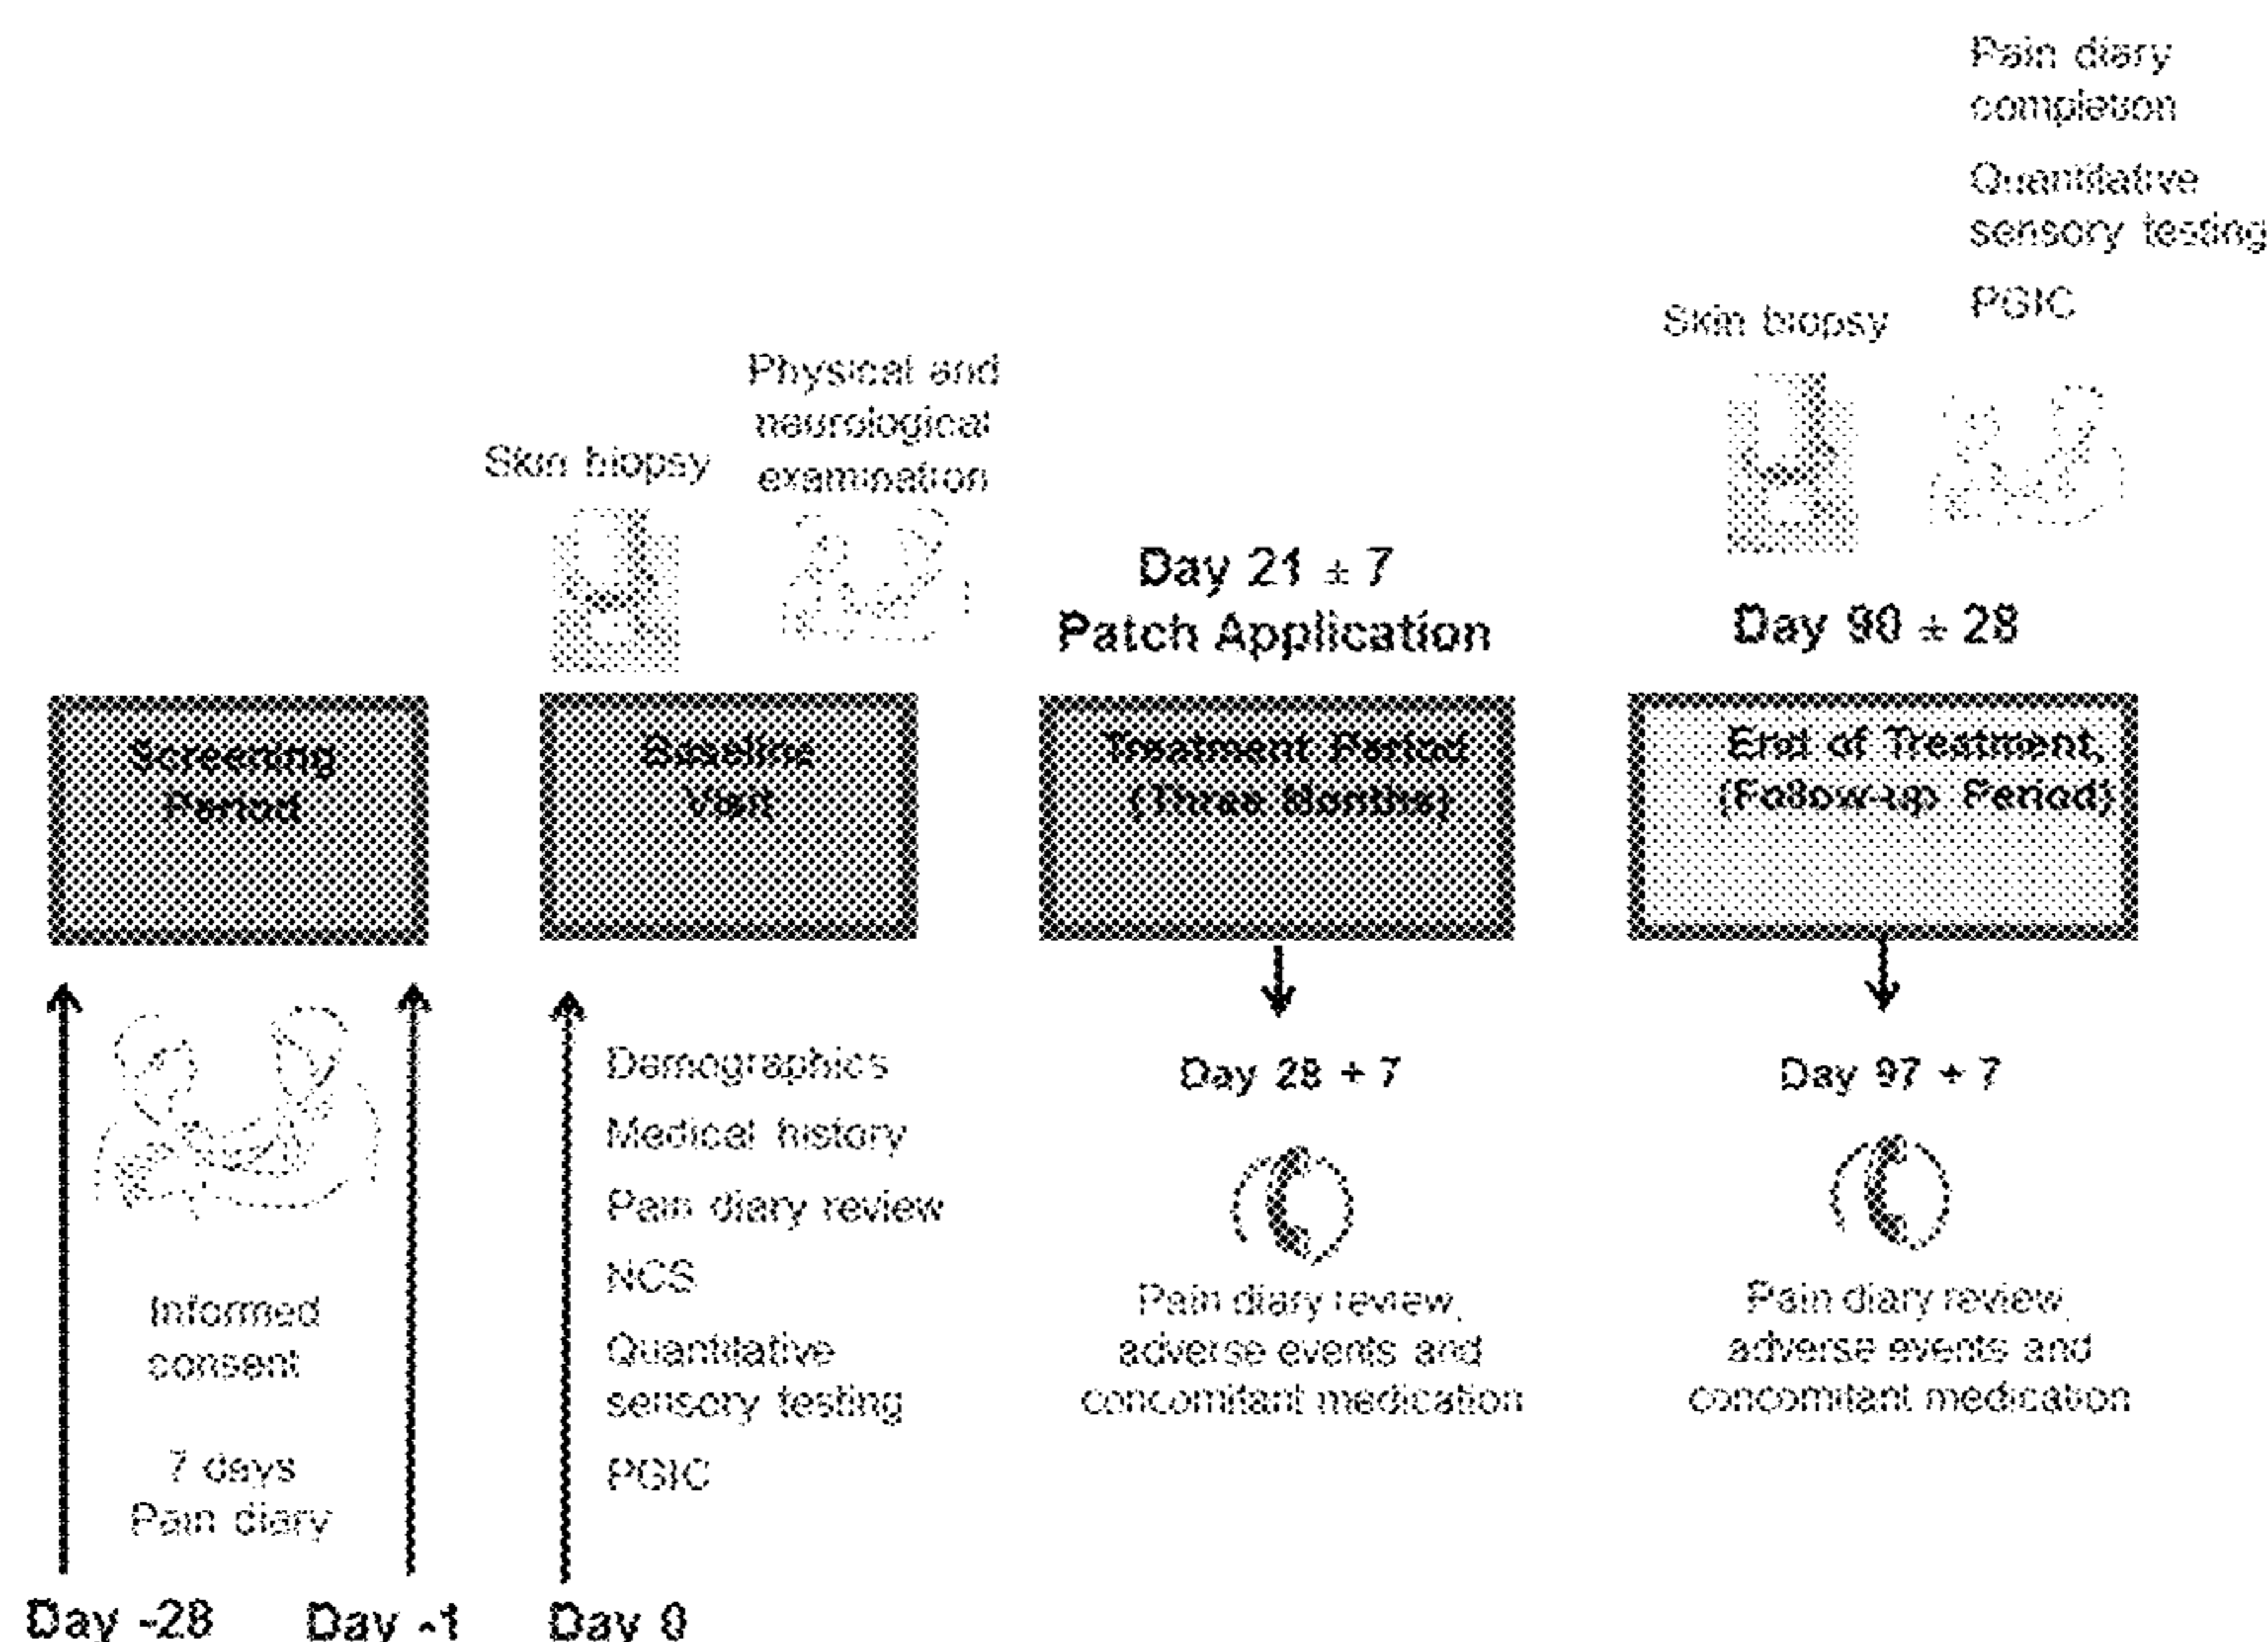 Pain diary
completion
Quantitative
sensory testing
PGIC
Skin biopsy
Physical and
neurological
examination
Skin biopsy
Day 21 ± 7
Patch Application
Day 90 ± 28
Screening
Period
Baseline
Visit
Treatment Period
(Three Months)
End of Treatment,
(Follow-up Period)
Informed
consent
7 days
Pain diary
Day -28
Day -1
Day 0
Demographics
Medical history
Pain diary review
NCS
Quantitative
sensory testing
PGIC
Day 28 + 7
Pain diary review,
adverse events and
concomitant medication
Day 97 + 7
Pain diary review,
adverse events and
concomitant medication